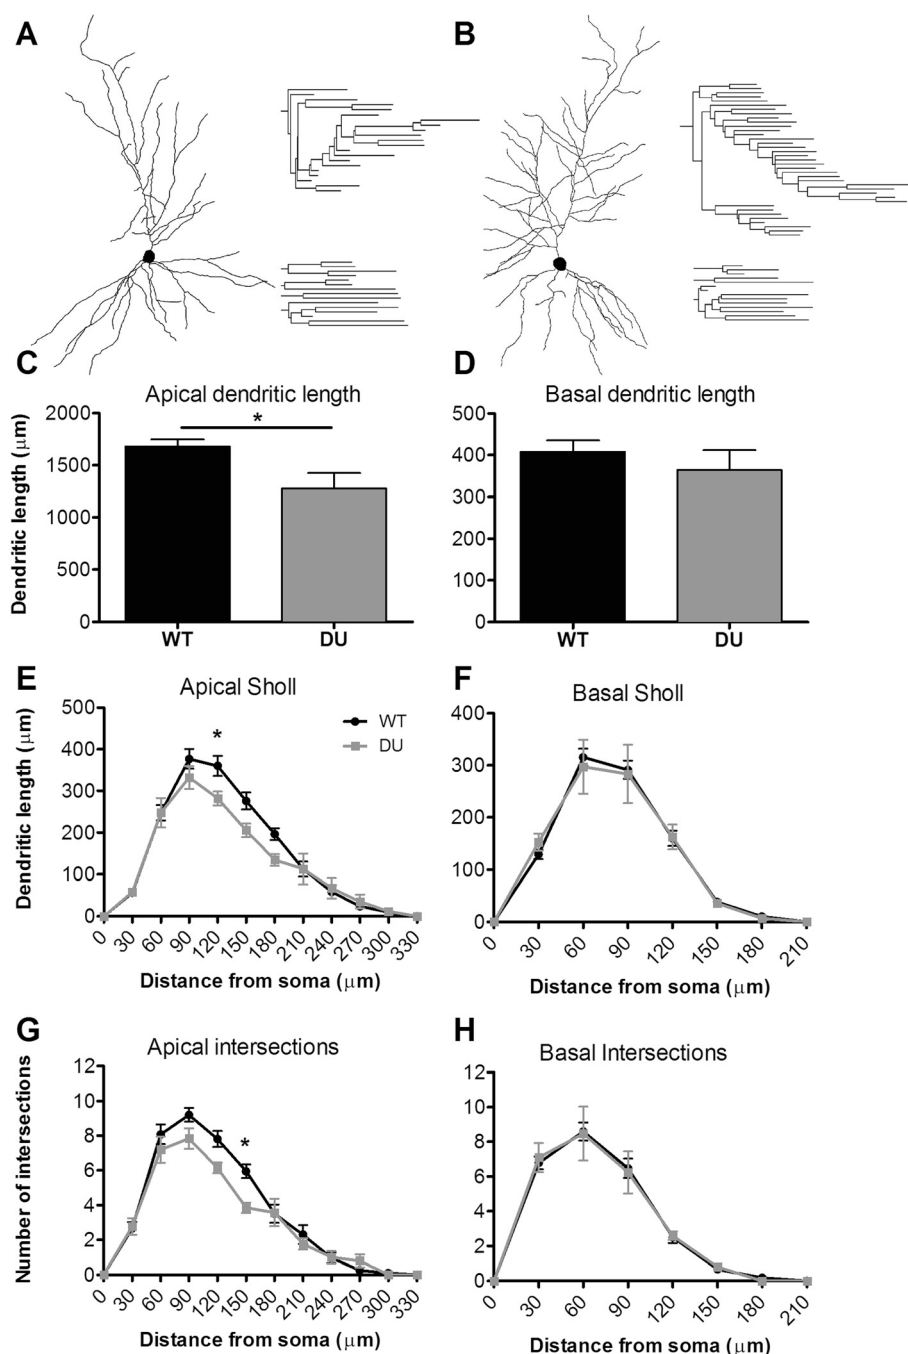 A
B
C
Apical dendritic length
Dendritic length (μm)
2000
1500
1000
500
0
*
WT
DU
D
Basal dendritic length
500
400
300
200
100
0
WT
DU
E
Apical Sholl
Dendritic length (μm)
500
400
300
200
100
0
*
WT
DU
0 30 60 90 120 150 180 210 240 270 300 330
Distance from soma (μm)
F
Basal Sholl
400
300
200
100
0
0 30 60 90 120 150 180 210
Distance from soma (μm)
G
Apical intersections
Number of intersections
12
10
8
6
4
2
0
*
0 30 60 90 120 150 180 210 240 270 300 330
Distance from soma (μm)
H
Basal Intersections
12
10
8
6
4
2
0
0 30 60 90 120 150 180 210
Distance from soma (μm)